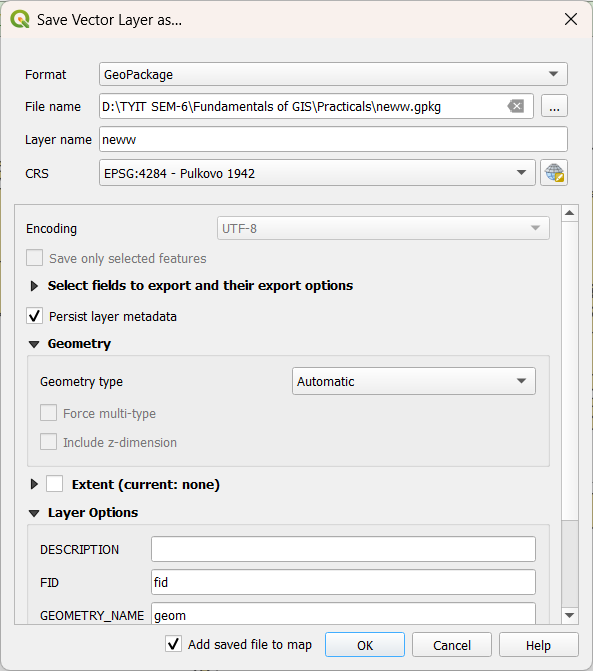 Save Vector Layer as...
Format GeoPackage
File name D:\TYIT SEM-6\Fundamentals of GIS\Practicals\neww.gpkg ...
Layer name neww
CRS EPSG:4284 - Pulkovo 1942
Encoding UTF-8
Save only selected features
Select fields to export and their export options
Persist layer metadata
Geometry
Geometry type Automatic
Force multi-type
Include z-dimension
Extent (current: none)
Layer Options
DESCRIPTION
FID fid
GEOMETRY_NAME geom
Add saved file to map OK Cancel Help